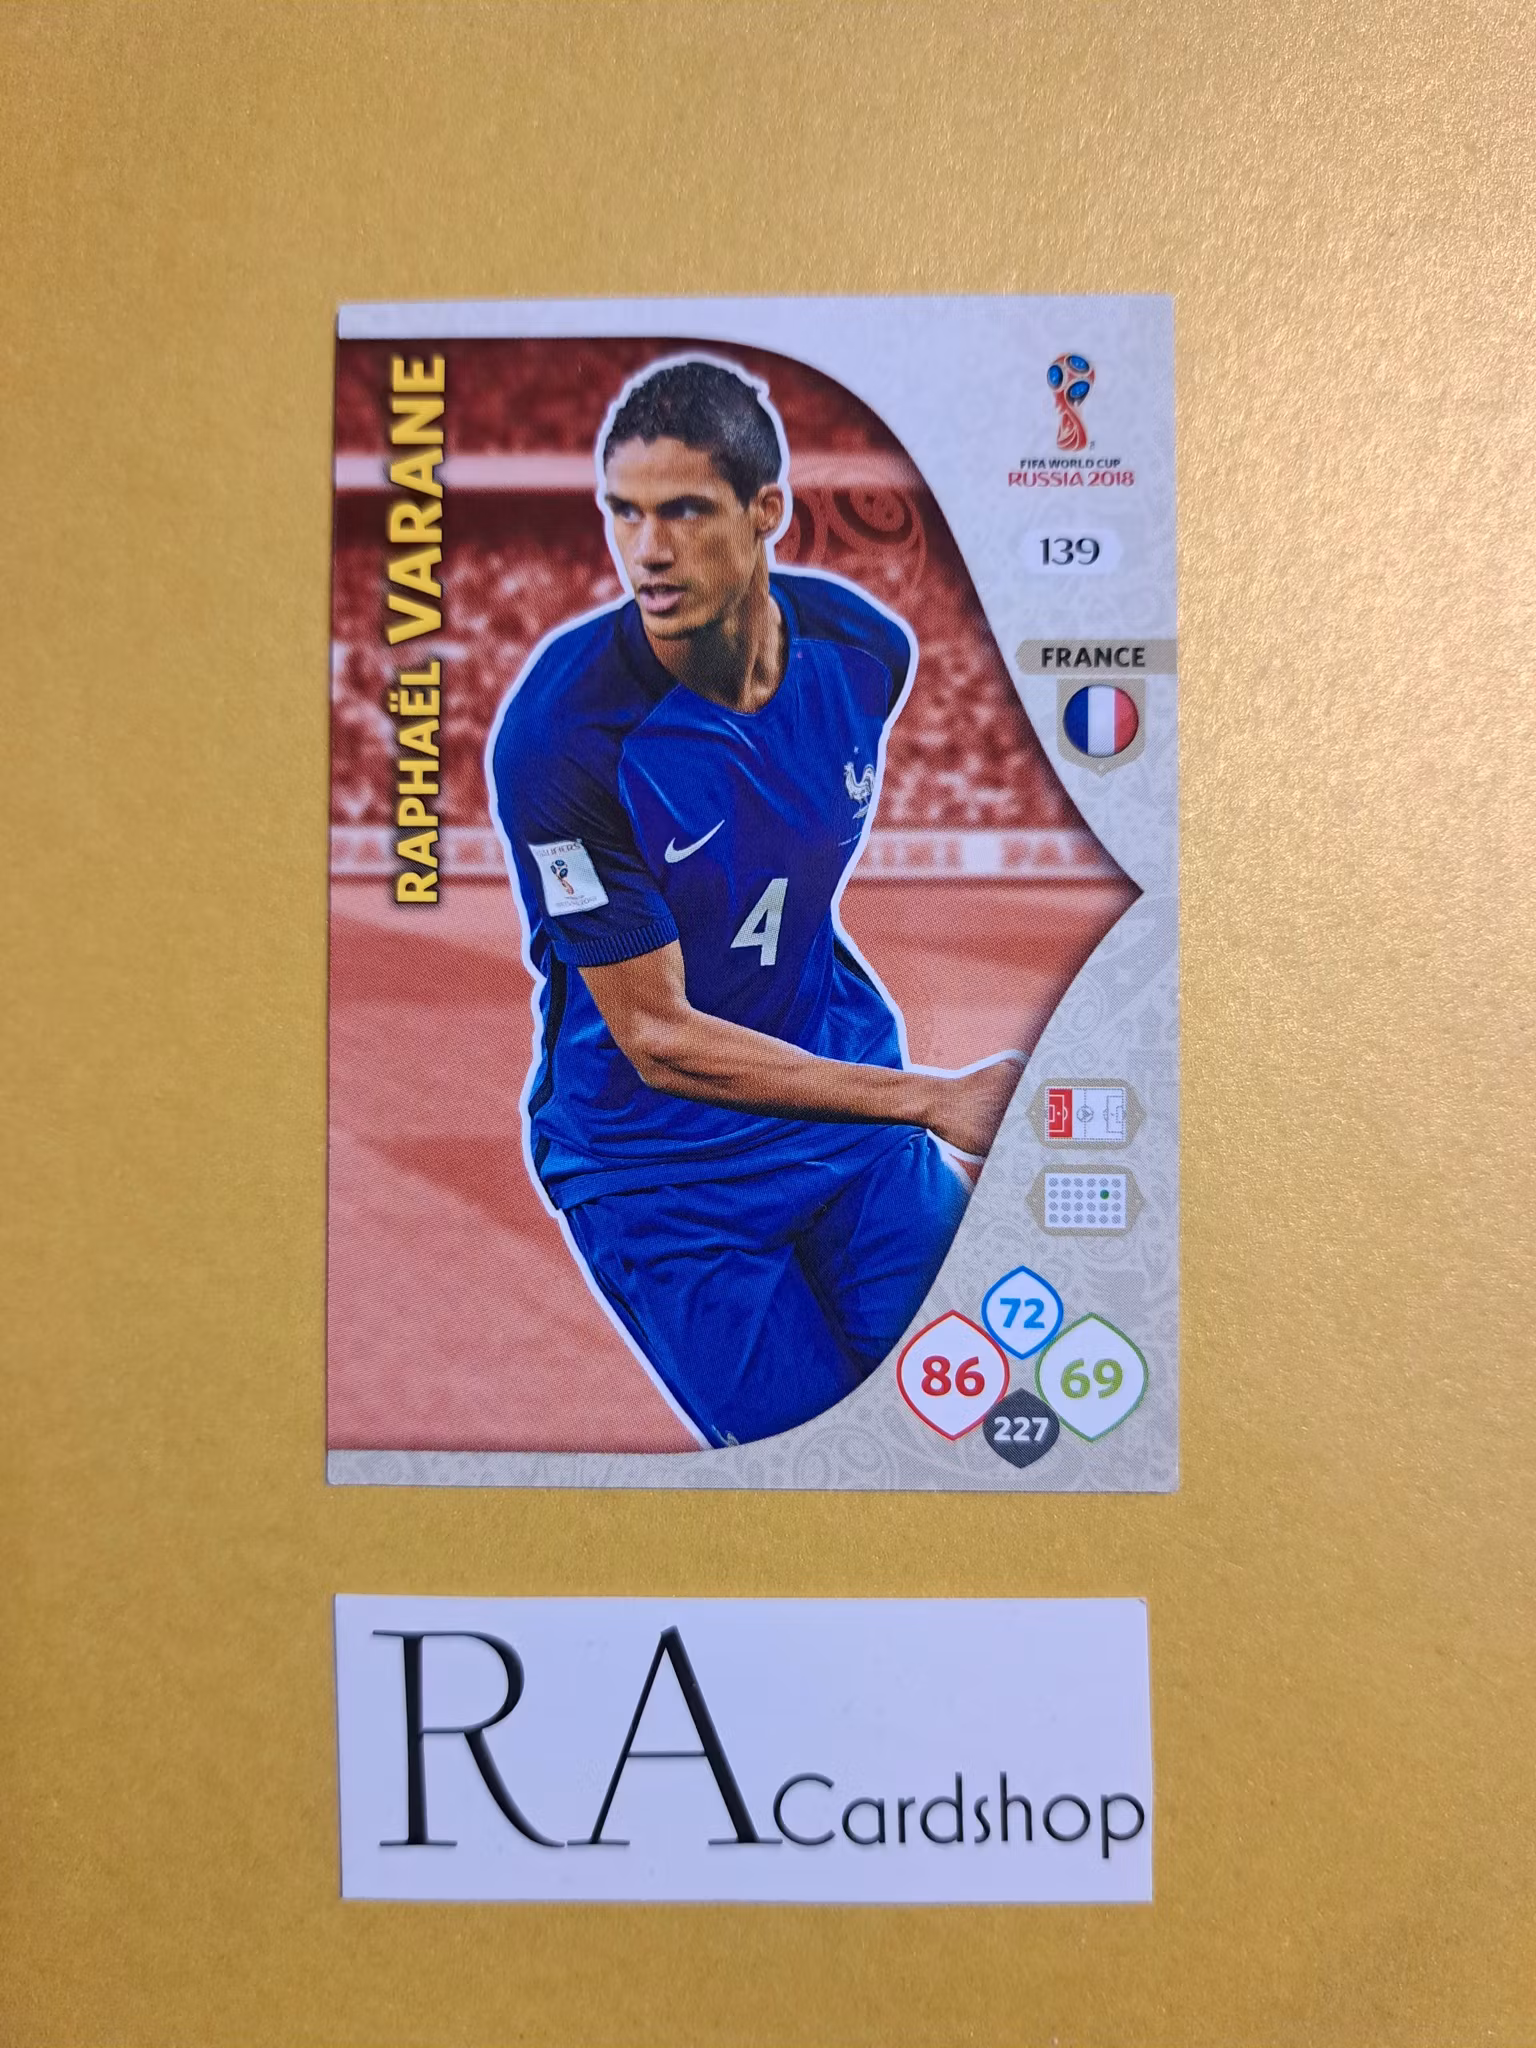 RAPHAËL VARANE
FIFA WORLD CUP
RUSSIA 2018
139
FRANCE
4
72
86
69
227
RA Cardshop